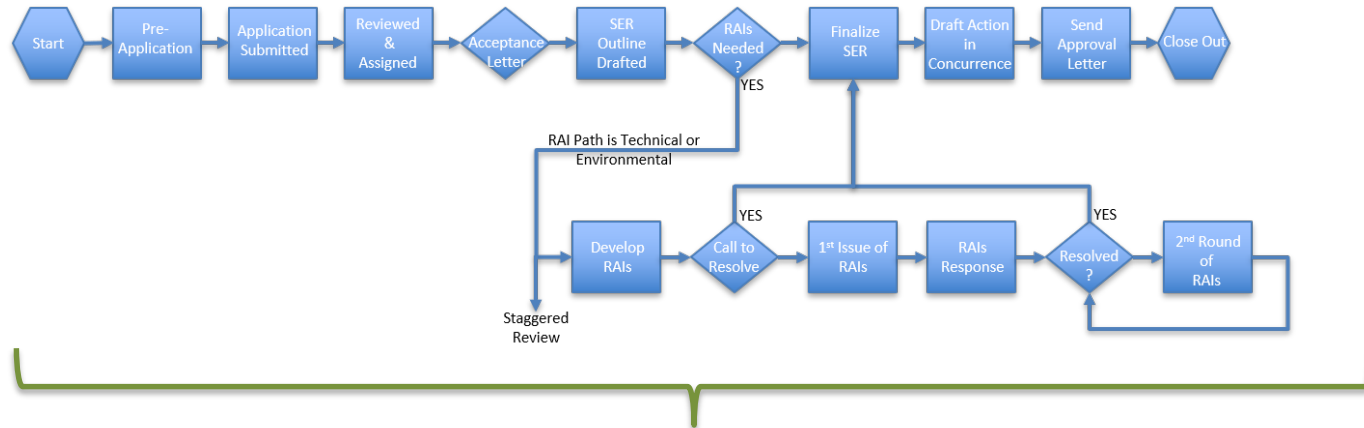 Start
Pre-
Application
Application
Submitted
Reviewed
&
Assigned
Acceptance
Letter
SER
Outline
Drafted
RAIs
Needed
?
Finalize
SER
Draft Action
in
Concurrence
Send
Approval
Letter
Close Out
YES
RAI Path is Technical or
Environmental
YES
YES
Develop
RAIs
Call to
Resolve
1st Issue of
RAIs
RAIs
Response
Resolved
?
2nd Round
of
RAIs
Staggered
Review